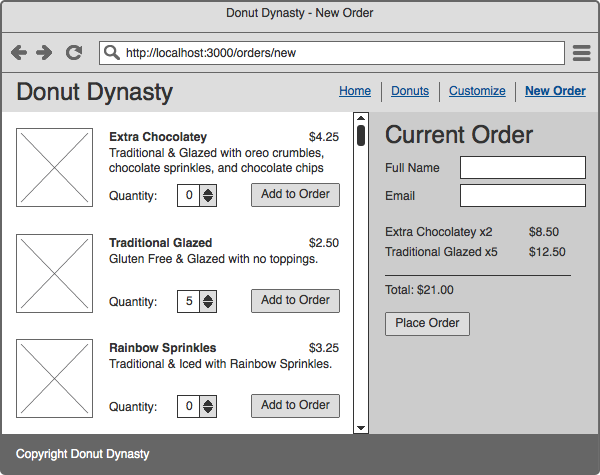 Donut Dynasty - New Order
http://localhost:3000/orders/new
Donut Dynasty
Home
Donuts
Customize
New Order
Extra Chocolatey $4.25
Traditional & Glazed with oreo crumbles,
chocolate sprinkles, and chocolate chips
Quantity: 0 Add to Order
Traditional Glazed $2.50
Gluten Free & Glazed with no toppings.
Quantity: 5 Add to Order
Rainbow Sprinkles $3.25
Traditional & Iced with Rainbow Sprinkles.
Quantity: 0 Add to Order
Current Order
Full Name
Email
Extra Chocolatey x2 $8.50
Traditional Glazed x5 $12.50
Total: $21.00
Place Order
Copyright Donut Dynasty